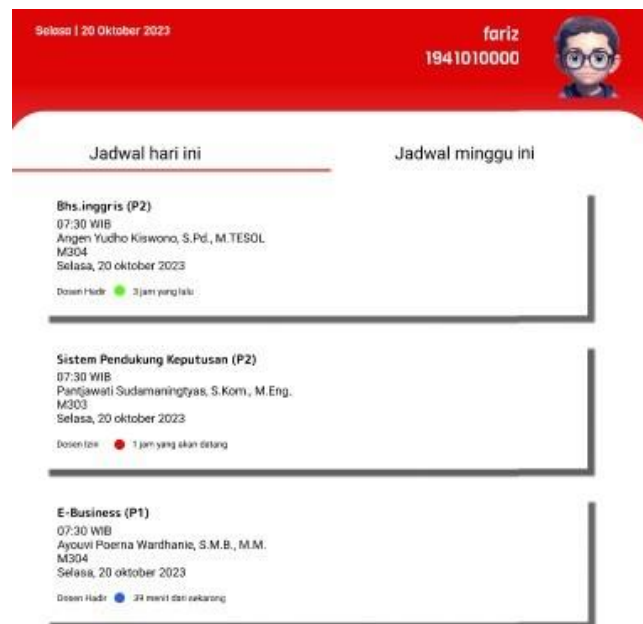 Selasa | 20 Oktober 2023
fariz
1941010000
Jadwal hari ini
Jadwal minggu ini
Bhs.inggris (P2)
07:30 WIB
Angen Yudho Kiswono, S.Pd., M.TESOL
M304
Selasa, 20 oktober 2023
Dosen Hadir 3 jam yang lalu
Sistem Pendukung Keputusan (P2)
07:30 WIB
Pantjawati Sudamaningtyas, S.Kom., M.Eng.
M303
Selasa, 20 oktober 2023
Dosen Izin 1 jam yang akan datang
E-Business (P1)
07:30 WIB
Ayouvi Poerna Wardhanie, S.M.B., M.M.
M304
Selasa, 20 oktober 2023
Dosen Hadir 39 menit dari sekarang